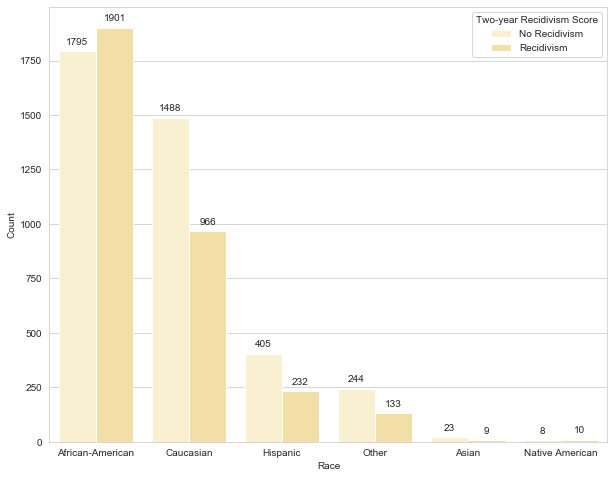 Two-year Recidivism Score
No Recidivism
Recidivism
1901
1795
1750
1500
1488
1250
1000
966
Count
750
500
405
250
244
232
133
23
9
8
10
0
African-American
Caucasian
Hispanic
Other
Asian
Native American
Race